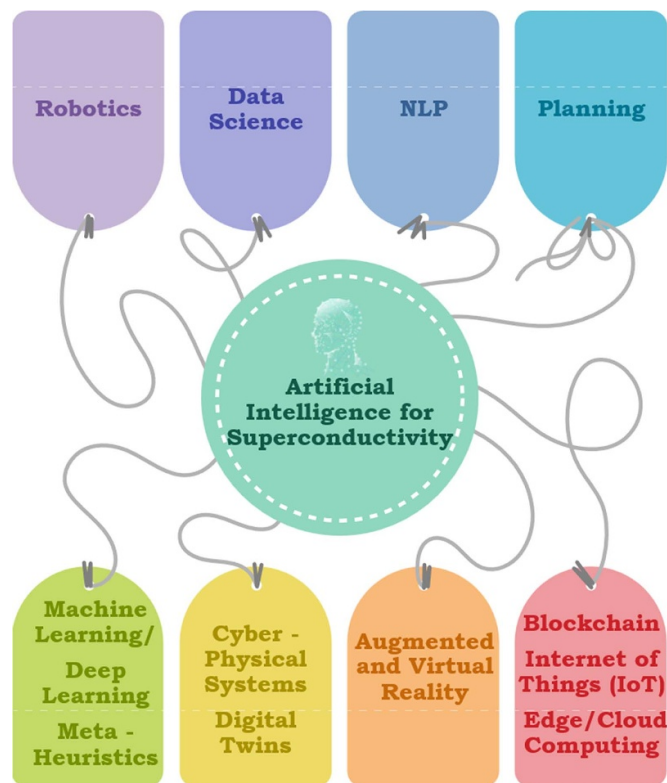 Robotics
Data
Science
NLP
Planning
Artificial
Intelligence for
Superconductivity
Machine
Learning/
Deep
Learning
Meta -
Heuristics
Cyber -
Physical
Systems
Digital
Twins
Augmented
and Virtual
Reality
Blockchain
Internet of
Things (IoT)
Edge/Cloud
Computing